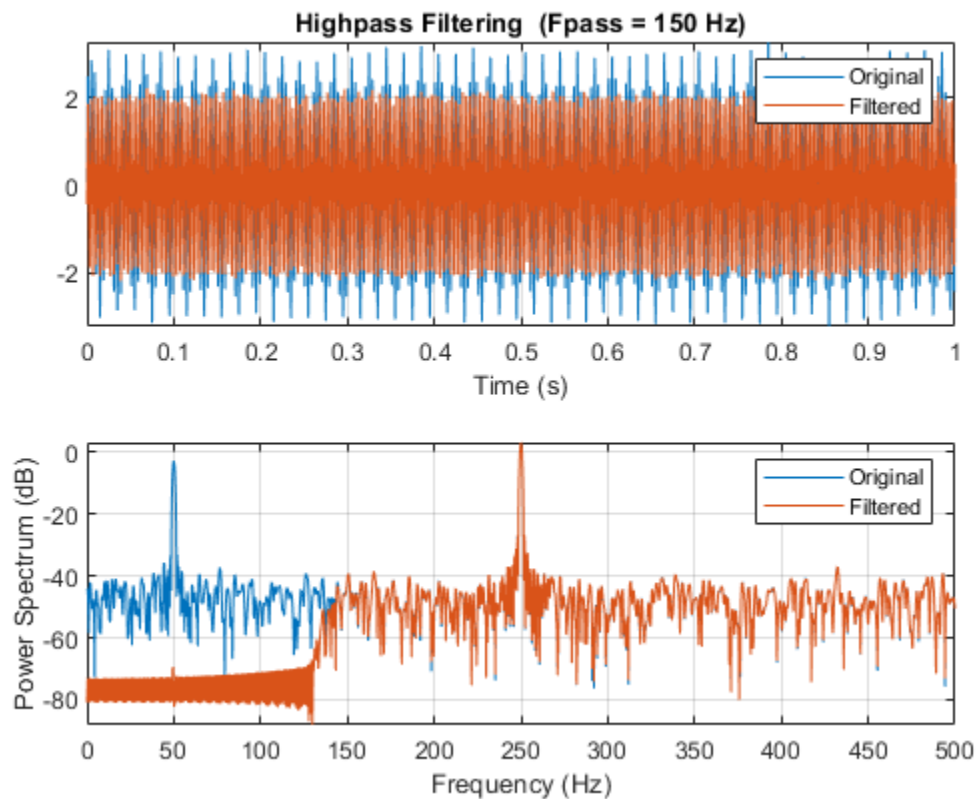 Highpass Filtering (Fpass = 150 Hz)
2
0
-2
Original
Filtered
0 0.1 0.2 0.3 0.4 0.5 0.6 0.7 0.8 0.9 1
Time (s)
Power Spectrum (dB)
0
-20
-40
-60
-80
Original
Filtered
0 50 100 150 200 250 300 350 400 450 500
Frequency (Hz)